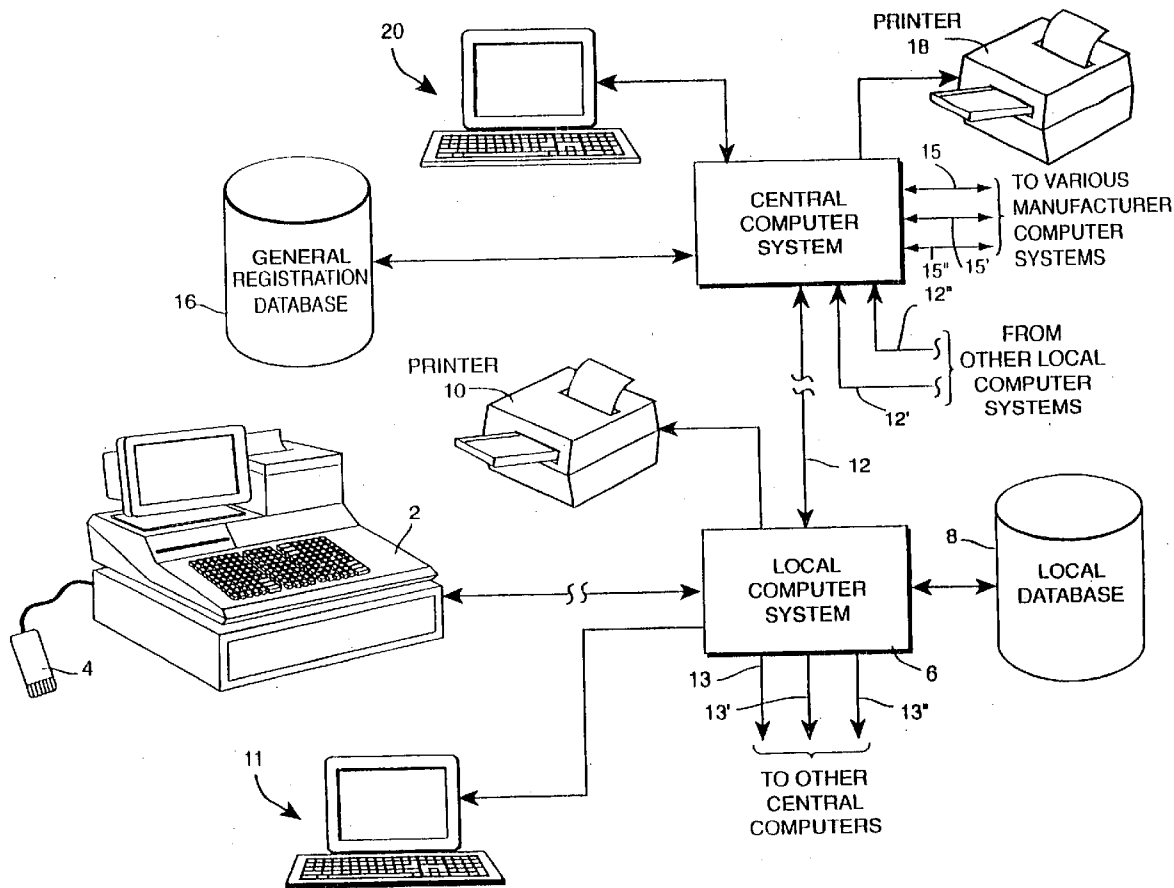 20
PRINTER
18
CENTRAL
COMPUTER
SYSTEM
15
15'
15"
TO VARIOUS
MANUFACTURER
COMPUTER
SYSTEMS
GENERAL
REGISTRATION
DATABASE
16
12"
12'
FROM
OTHER LOCAL
COMPUTER
SYSTEMS
PRINTER
10
12
2
4
LOCAL
COMPUTER
SYSTEM
6
8
LOCAL
DATABASE
13
13'
13"
TO OTHER
CENTRAL
COMPUTERS
11